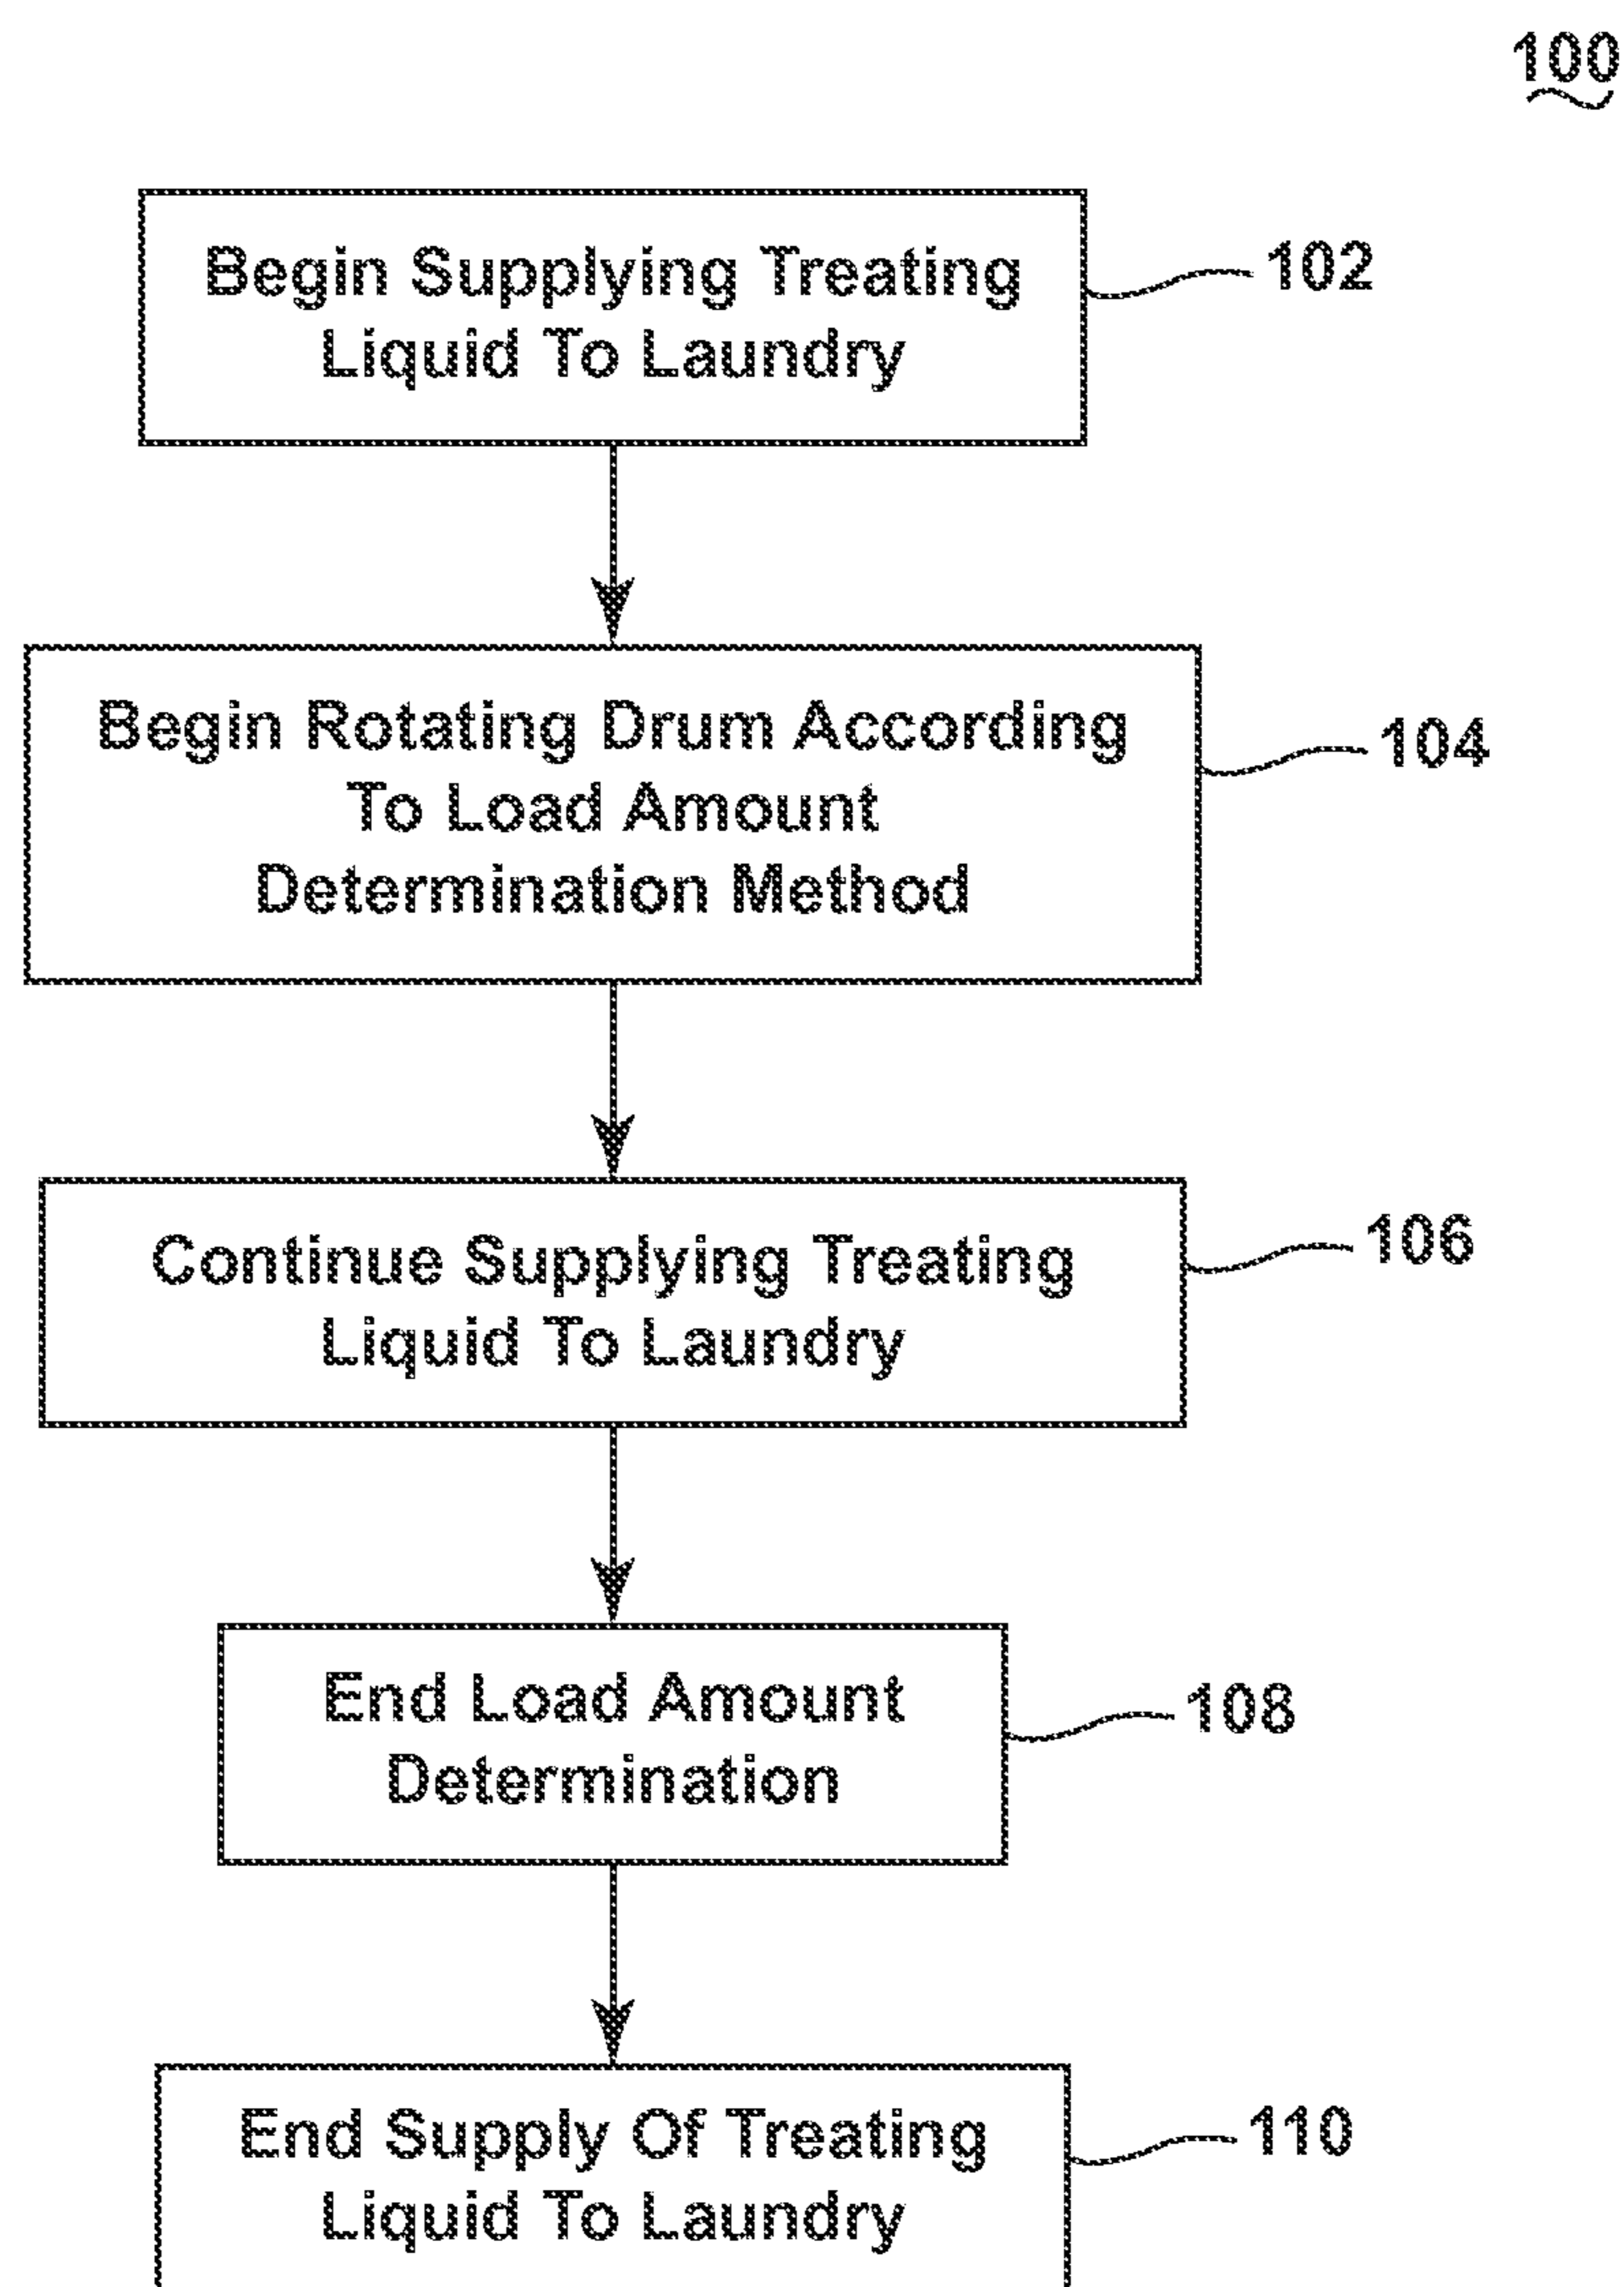 100
Begin Supplying Treating
Liquid To Laundry
102
Begin Rotating Drum According
To Load Amount
Determination Method
104
Continue Supplying Treating
Liquid To Laundry
106
End Load Amount
Determination
108
End Supply Of Treating
Liquid To Laundry
110